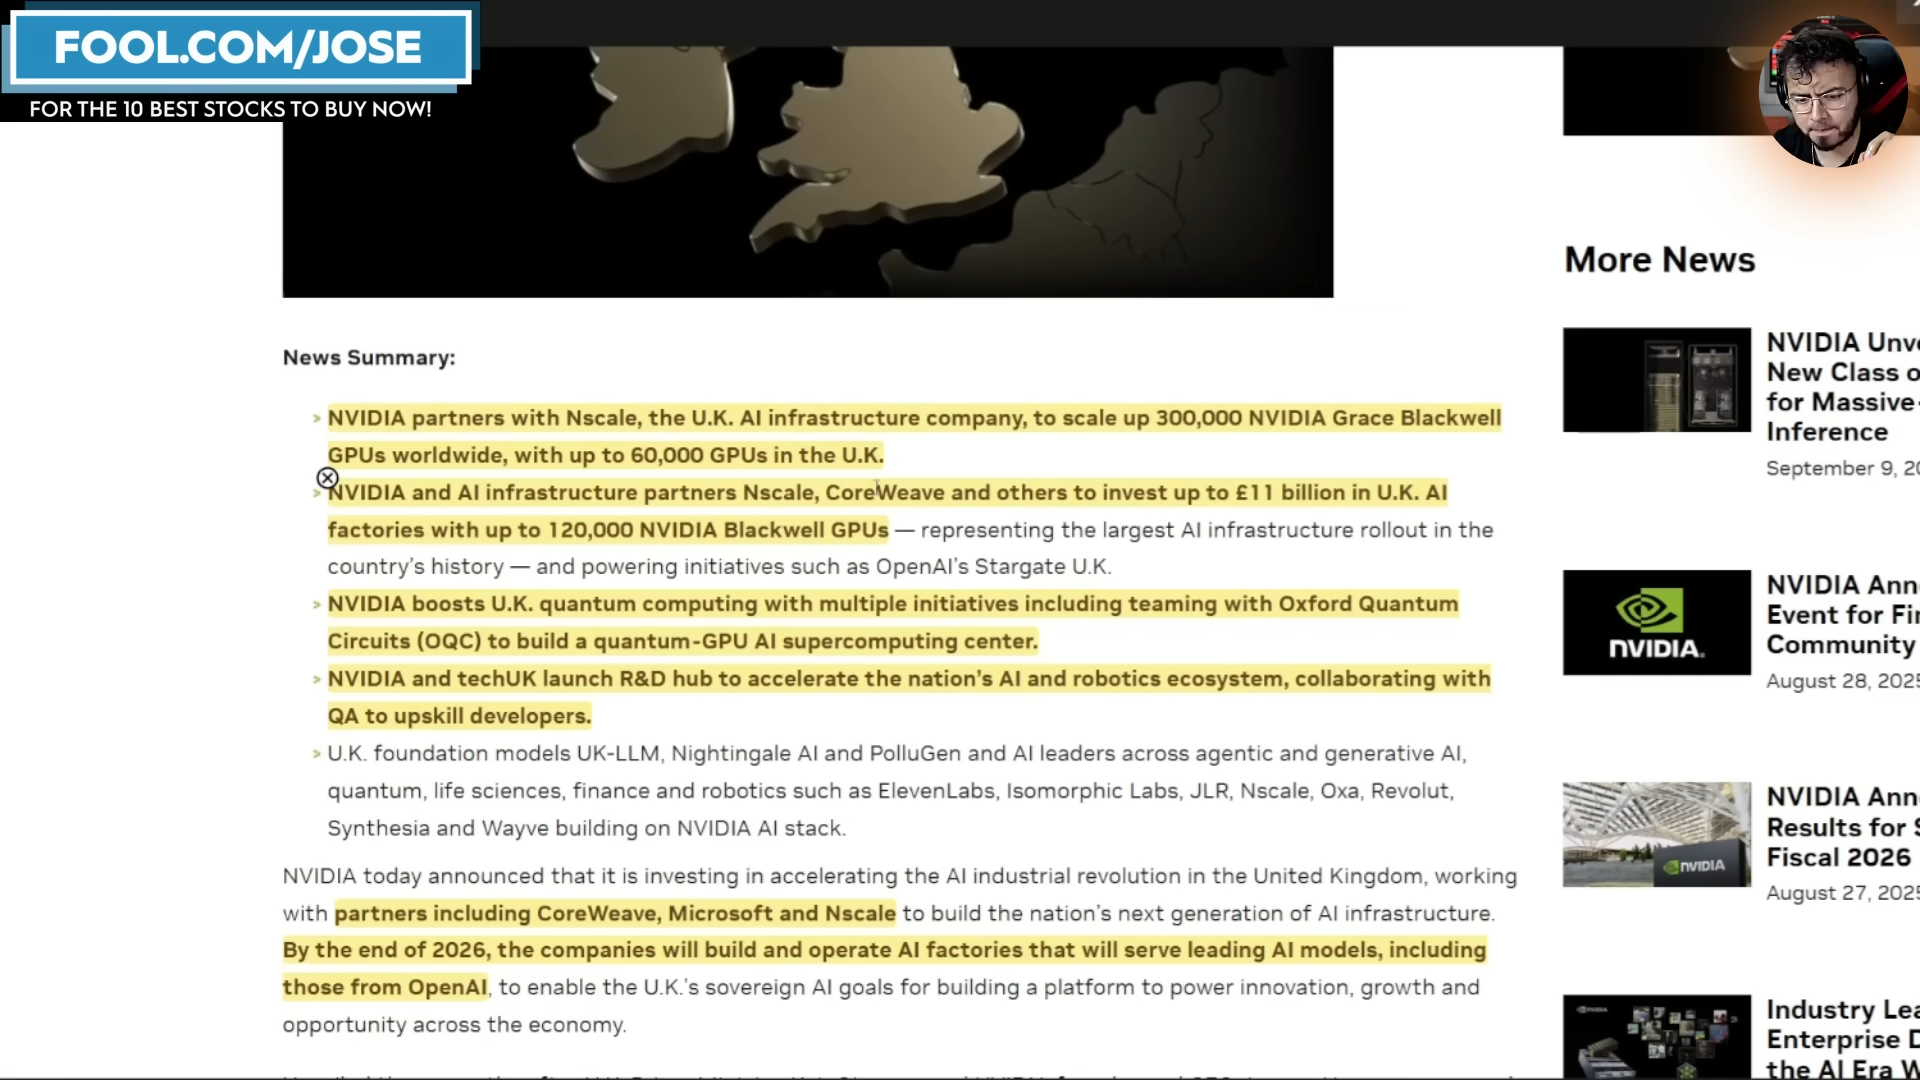 FOOL.COM/JOSE
FOR THE 10 BEST STOCKS TO BUY NOW!
News Summary:
> NVIDIA partners with Nscale, the U.K. AI infrastructure company, to scale up 300,000 NVIDIA Grace Blackwell
GPUs worldwide, with up to 60,000 GPUs in the U.K.
> NVIDIA and AI infrastructure partners Nscale, CoreWeave and others to invest up to £11 billion in U.K. AI
factories with up to 120,000 NVIDIA Blackwell GPUs — representing the largest AI infrastructure rollout in the
country's history — and powering initiatives such as OpenAI's Stargate U.K.
> NVIDIA boosts U.K. quantum computing with multiple initiatives including teaming with Oxford Quantum
Circuits (OQC) to build a quantum-GPU AI supercomputing center.
> NVIDIA and techUK launch R&D hub to accelerate the nation's AI and robotics ecosystem, collaborating with
QA to upskill developers.
> U.K. foundation models UK-LLM, Nightingale AI and PolluGen and AI leaders across agentic and generative AI,
quantum, life sciences, finance and robotics such as ElevenLabs, Isomorphic Labs, JLR, Nscale, Oxa, Revolut,
Synthesia and Wayve building on NVIDIA AI stack.
NVIDIA today announced that it is investing in accelerating the AI industrial revolution in the United Kingdom, working
with partners including CoreWeave, Microsoft and Nscale to build the nation's next generation of AI infrastructure.
By the end of 2026, the companies will build and operate AI factories that will serve leading AI models, including
those from OpenAI, to enable the U.K.'s sovereign AI goals for building a platform to power innovation, growth and
opportunity across the economy.
More News
NVIDIA Unve
New Class o
for Massive-
Inference
September 9, 20
NVIDIA.
NVIDIA Ann
Event for Fin
Community
August 28, 2025
NVIDIA
NVIDIA Ann
Results for S
Fiscal 2026
August 27, 2025
Industry Lea
Enterprise D
the AI Era W